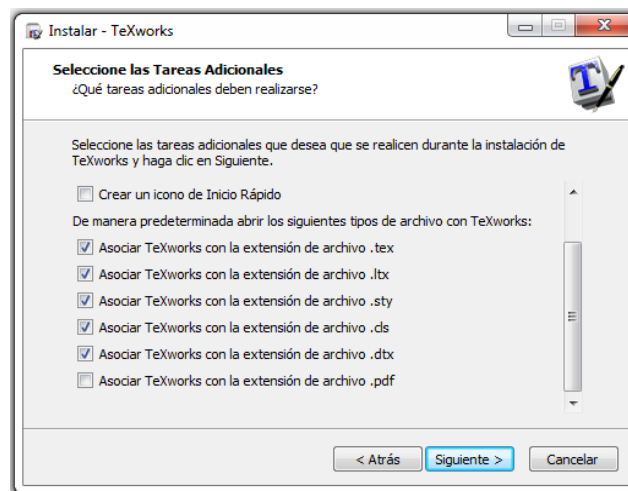 Instalar - TeXworks
Seleccione las Tareas Adicionales
¿Qué tareas adicionales deben realizarse?
Seleccione las tareas adicionales que desea que se realicen durante la instalación de
TeXworks y haga clic en Siguiente.
Crear un icono de Inicio Rápido
De manera predeterminada abrir los siguientes tipos de archivo con TeXworks:
Asociar TeXworks con la extensión de archivo .tex
Asociar TeXworks con la extensión de archivo .ltx
Asociar TeXworks con la extensión de archivo .sty
Asociar TeXworks con la extensión de archivo .cls
Asociar TeXworks con la extensión de archivo .dtx
Asociar TeXworks con la extensión de archivo .pdf
< Atrás Siguiente > Cancelar